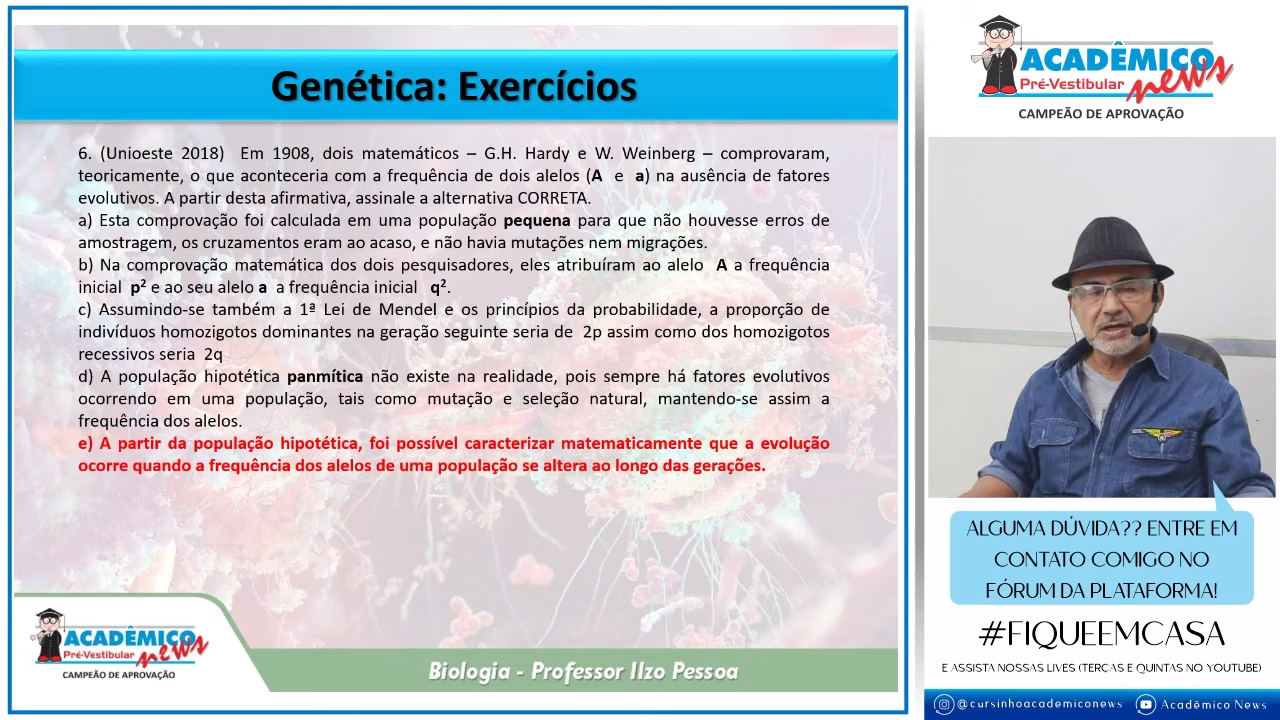 Genética: Exercícios
6. (Unioeste 2018) Em 1908, dois matemáticos – G.H. Hardy e W. Weinberg – comprovaram,
teoricamente, o que aconteceria com a frequência de dois alelos (A e a) na ausência de fatores
evolutivos. A partir desta afirmativa, assinale a alternativa CORRETA.
a) Esta comprovação foi calculada em uma população pequena para que não houvesse erros de
amostragem, os cruzamentos eram ao acaso, e não havia mutações nem migrações.
b) Na comprovação matemática dos dois pesquisadores, eles atribuíram ao alelo A a frequência
inicial p² e ao seu alelo a a frequência inicial q².
c) Assumindo-se também a 1ª Lei de Mendel e os princípios da probabilidade, a proporção de
indivíduos homozigotos dominantes na geração seguinte seria de 2p assim como dos homozigotos
recessivos seria 2q
d) A população hipotética panmítica não existe na realidade, pois sempre há fatores evolutivos
ocorrendo em uma população, tais como mutação e seleção natural, mantendo-se assim a
frequência dos alelos.
e) A partir da população hipotética, foi possível caracterizar matematicamente que a evolução
ocorre quando a frequência dos alelos de uma população se altera ao longo das gerações.
ACADÊMICO
Pré-Vestibular news
CAMPEÃO DE APROVAÇÃO
Biologia - Professor Ilzo Pessoa
ACADÊMICO
Pré-Vestibular news
CAMPEÃO DE APROVAÇÃO
ALGUMA DÚVIDA?? ENTRE EM
CONTATO COMIGO NO
FÓRUM DA PLATAFORMA!
#FIQUEEMCASA
E ASSISTA NOSSAS LIVES (TERÇAS E QUINTAS NO YOUTUBE)
@cursinhoacademiconews Acadêmico News